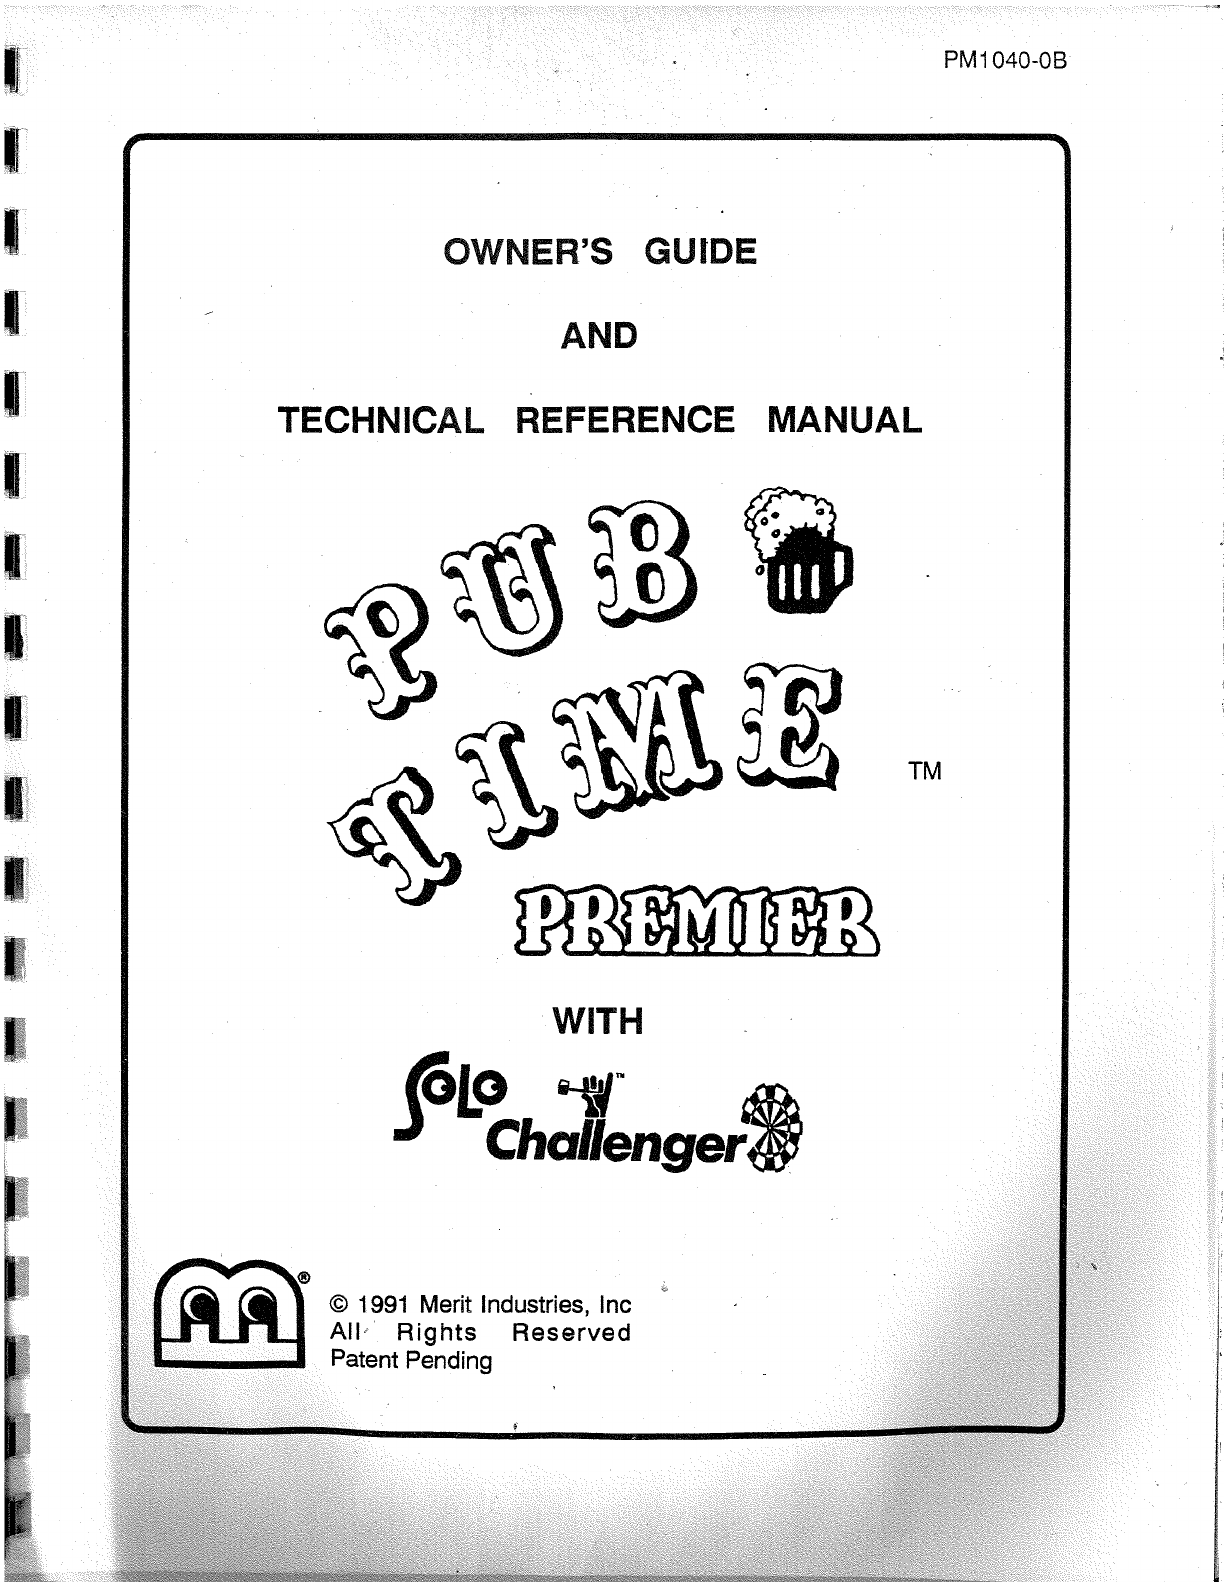 PM1040-0B
OWNER'S GUIDE
AND
TECHNICAL REFERENCE MANUAL
PUB
TIME
TM
PREMIER
WITH
SOLO TM
Challenger
®
© 1991 Merit Industries, Inc
All Rights Reserved
Patent Pending